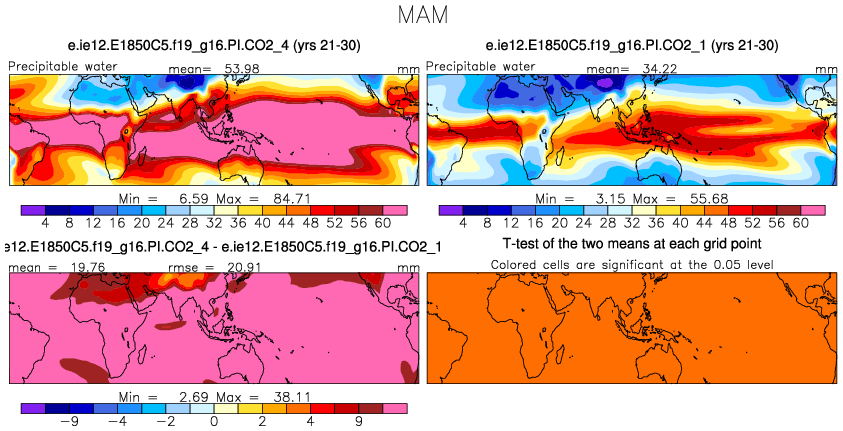 MAM
e.ie12.E1850C5.f19_g16.PI.CO2_4 (yrs 21-30)
Precipitable water mean= 53.98 mm
Min = 6.59 Max = 84.71
4 8 12 16 20 24 28 32 36 40 44 48 52 56 60
e.ie12.E1850C5.f19_g16.PI.CO2_1 (yrs 21-30)
Precipitable water mean= 34.22 mm
Min = 3.15 Max = 55.68
4 8 12 16 20 24 28 32 36 40 44 48 52 56 60
e12.E1850C5.f19_g16.PI.CO2_4 - e.ie12.E1850C5.f19_g16.PI.CO2_1
mean = 19.76 rmse = 20.91 mm
Min = 2.69 Max = 38.11
-9 -4 -2 0 2 4 9
T-test of the two means at each grid point
Colored cells are significant at the 0.05 level